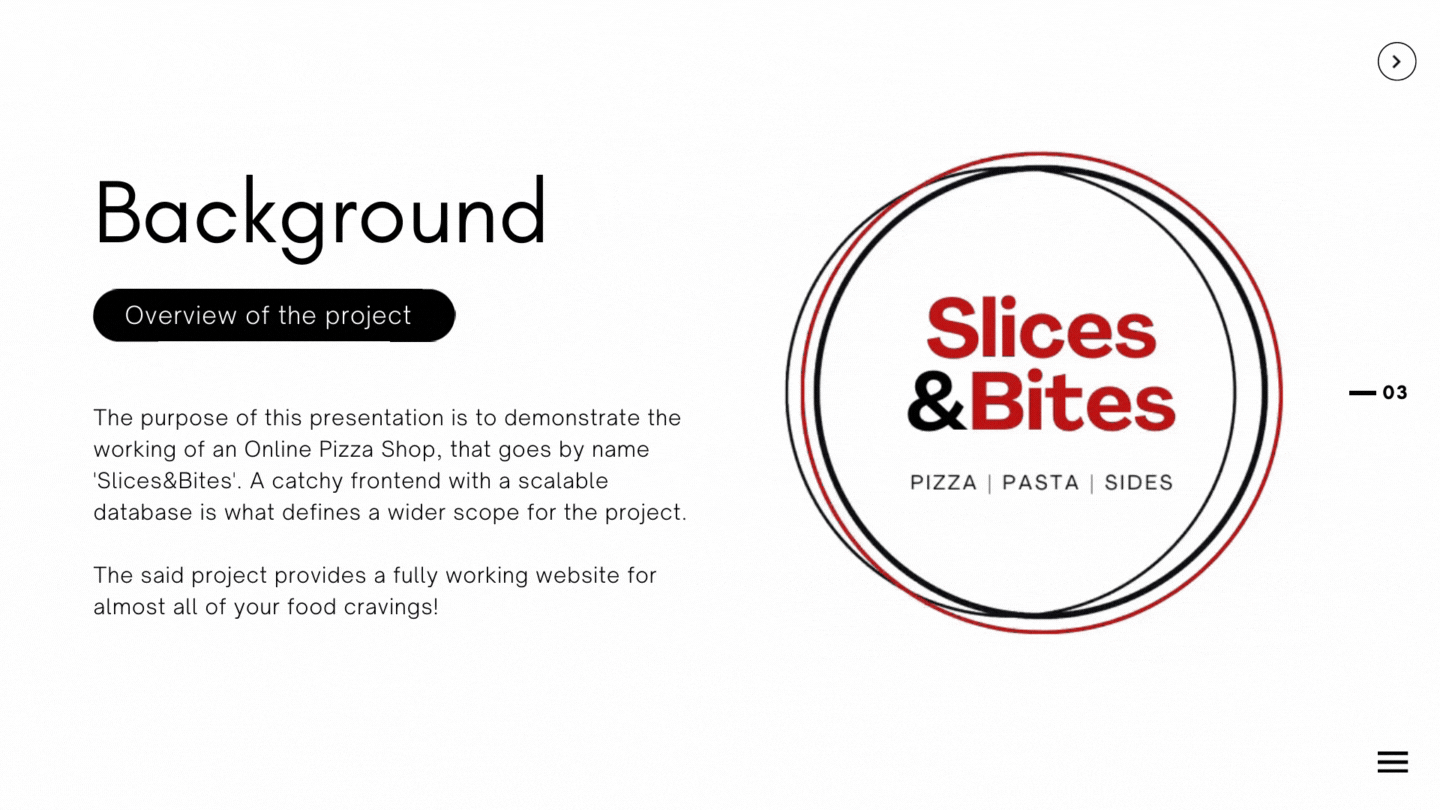 Background
Overview of the project
The purpose of this presentation is to demonstrate the
working of an Online Pizza Shop, that goes by name
'Slices&Bites'. A catchy frontend with a scalable
database is what defines a wider scope for the project.
The said project provides a fully working website for
almost all of your food cravings!
Slices
&Bites
PIZZA | PASTA | SIDES
03